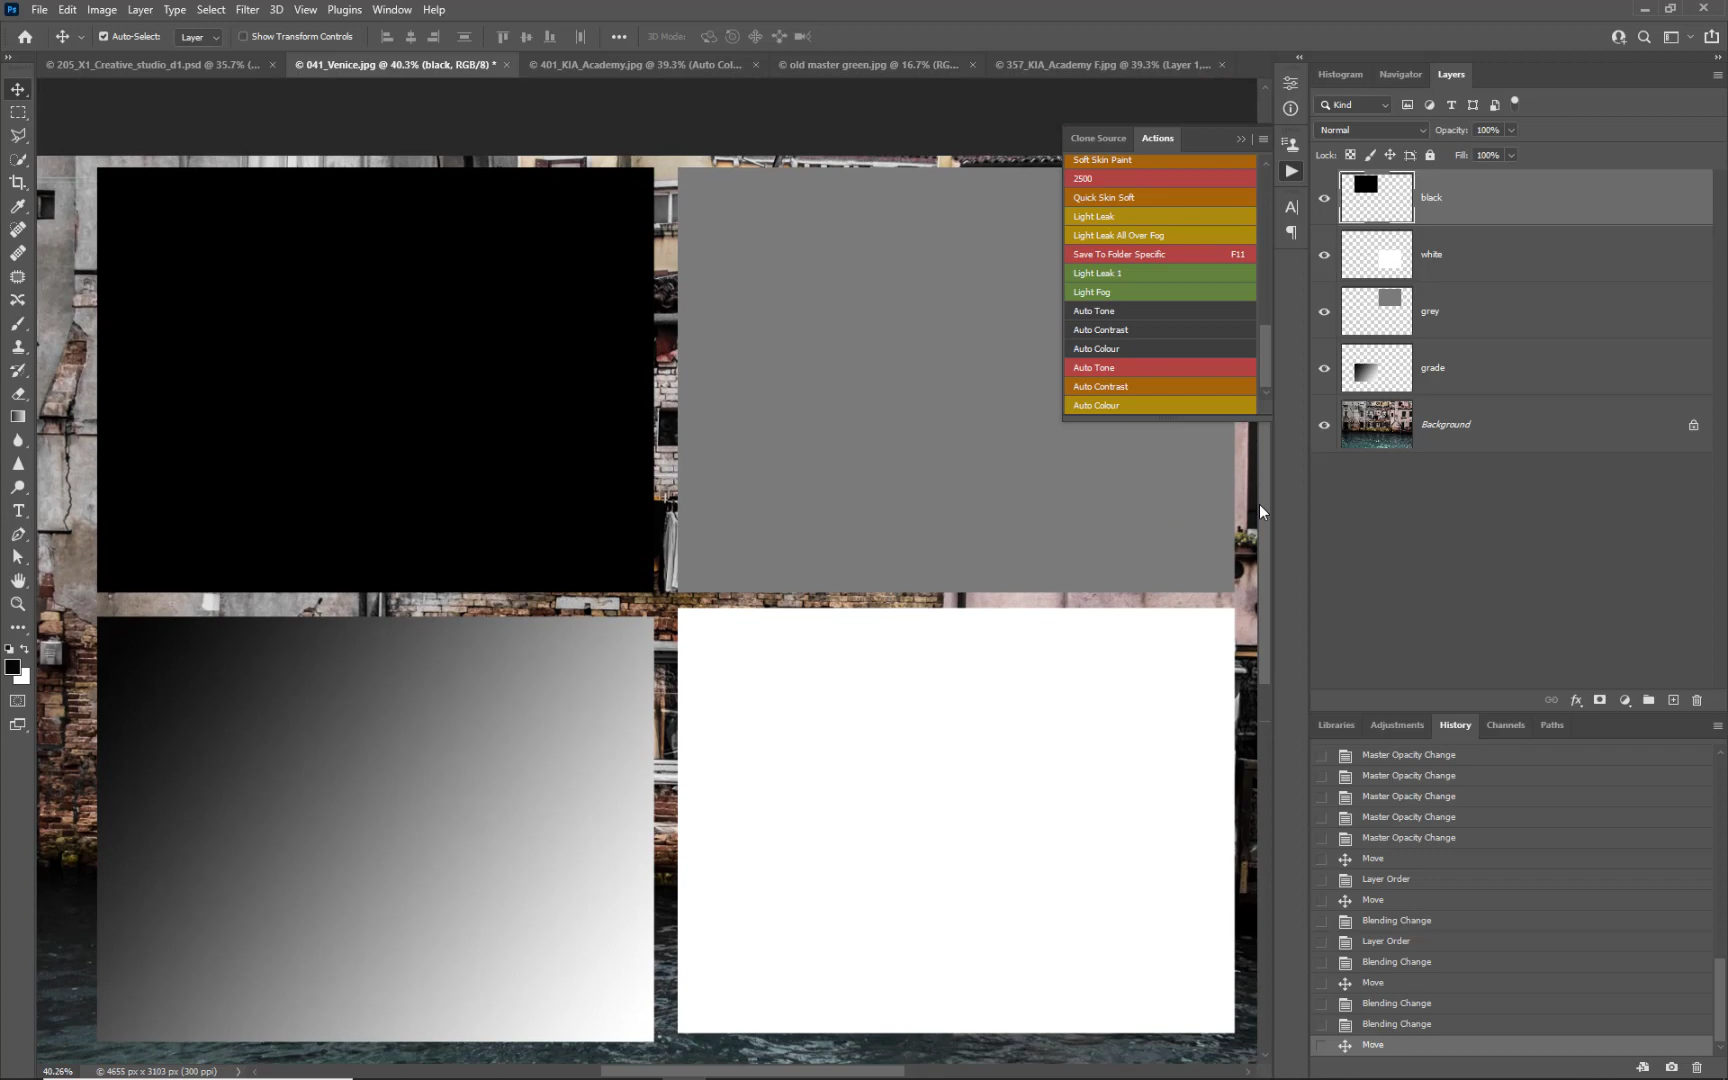 Ps File Edit Image Layer Type Select Filter 3D View Plugins Window Help
Auto-Select: Layer Show Transform Controls 3D Mode:
© 205_X1_Creative_studio_d1.psd @ 35.7% (... × © 041_Venice.jpg @ 40.3% (black, RGB/8) * × © 401_KIA_Academy.jpg @ 39.3% (Auto Col... × © old master green.jpg @ 16.7% (RG... × © 357_KIA_Academy F.jpg @ 39.3% (Layer 1,... ×
Clone Source Actions
Soft Skin Paint
2500
Quick Skin Soft
Light Leak
Light Leak All Over Fog
Save To Folder Specific F11
Light Leak 1
Light Fog
Auto Tone
Auto Contrast
Auto Colour
Auto Tone
Auto Contrast
Auto Colour
Histogram Navigator Layers
Kind
Normal Opacity: 100%
Lock: Fill: 100%
black
white
grey
grade
Background
Libraries Adjustments History Channels Paths
Master Opacity Change
Master Opacity Change
Master Opacity Change
Master Opacity Change
Master Opacity Change
Move
Layer Order
Move
Blending Change
Layer Order
Blending Change
Move
Blending Change
Blending Change
Move
40.26% © 4655 px x 3103 px (300 ppi)